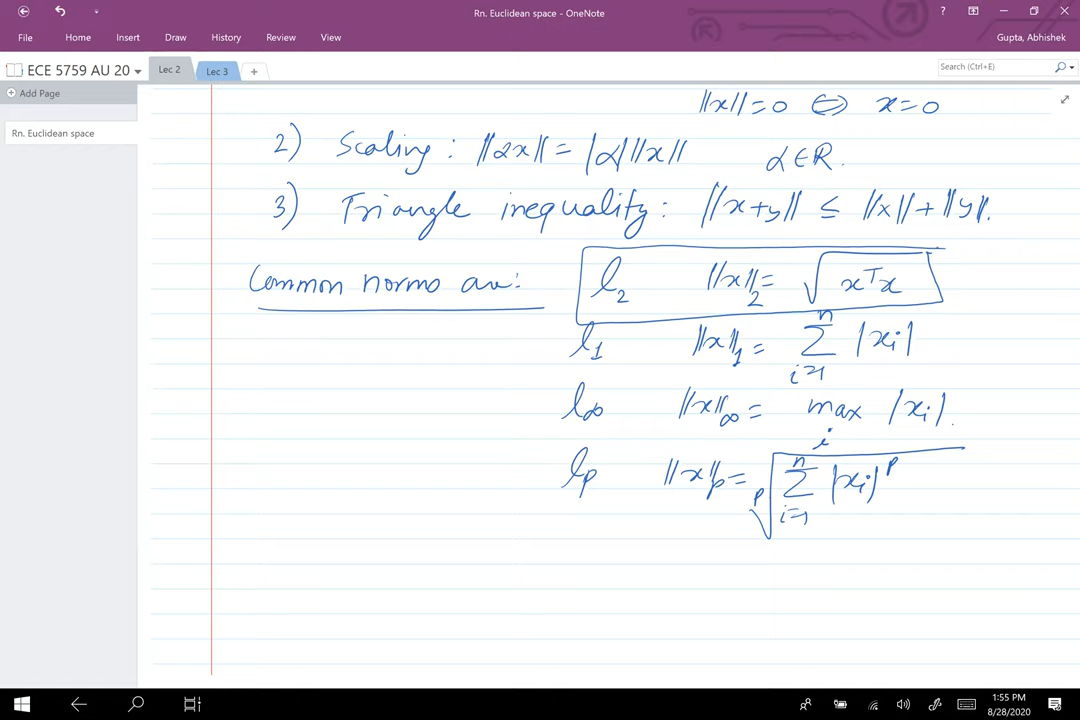 Rn. Euclidean space - OneNote
File Home Insert Draw History Review View
Gupta, Abhishek
ECE 5759 AU 20
Lec 2
Lec 3
Search (Ctrl+E)
Add Page
Rn. Euclidean space
||x||=0 ⇔ x=0
2) Scaling: ||αx|| = |α| ||x|| α∈R.
3) Triangle inequality: ||x+y|| ≤ ||x|| + ||y||.
Common norms are: l₂ ||x||₂ = √(xᵀx)
l₁ ||x||₁ = ∑_{i=1}^{n} |xᵢ|
l∞ ||x||∞ = max_i |xᵢ|.
lₚ ||x||ₚ = ᵖ√(∑_{i=1}^{n} |xᵢ|ᵖ)
1:55 PM
8/28/2020